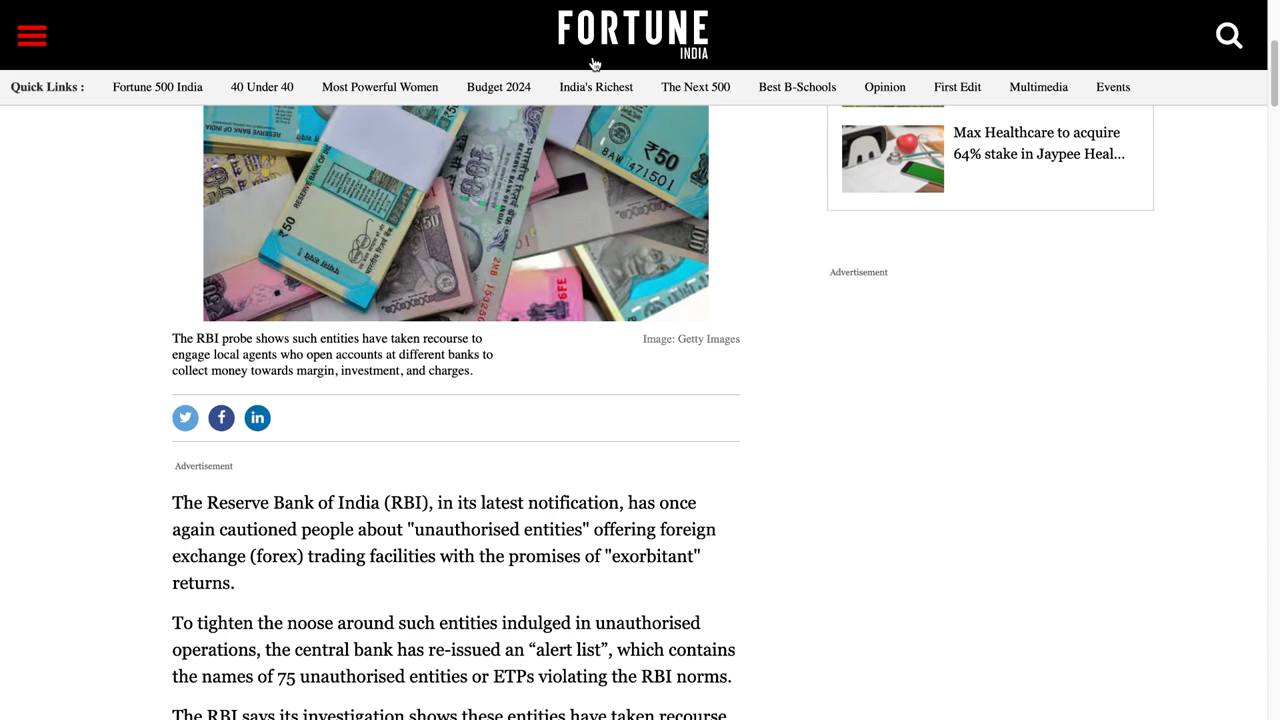 FORTUNE
INDIA
Quick Links : Fortune 500 India 40 Under 40 Most Powerful Women Budget 2024 India's Richest The Next 500 Best B-Schools Opinion First Edit Multimedia Events
Max Healthcare to acquire
64% stake in Jaypee Heal...
₹50
8AW 471501
RESERVE BANK OF
₹50
Advertisement
The RBI probe shows such entities have taken recourse to
engage local agents who open accounts at different banks to
collect money towards margin, investment, and charges.
Image: Getty Images
Advertisement
The Reserve Bank of India (RBI), in its latest notification, has once
again cautioned people about "unauthorised entities" offering foreign
exchange (forex) trading facilities with the promises of "exorbitant"
returns.
To tighten the noose around such entities indulged in unauthorised
operations, the central bank has re-issued an “alert list”, which contains
the names of 75 unauthorised entities or ETPs violating the RBI norms.
The RBI says its investigation shows these entities have taken recourse